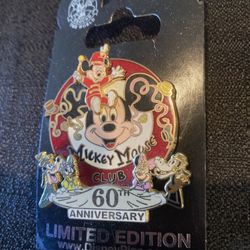 MICKEY MOUSE
CLUB
60TH
ANNIVERSARY
LIMITED EDITION